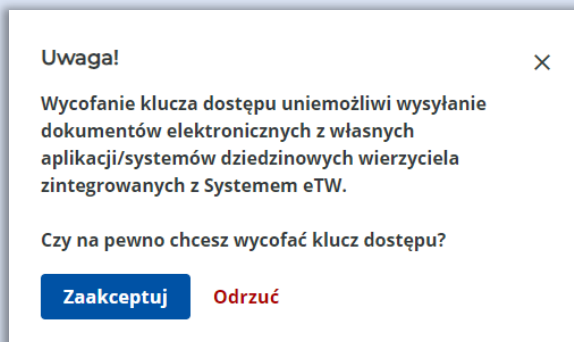 Uwaga!
Wycofanie klucza dostępu uniemożliwi wysyłanie
dokumentów elektronicznych z własnych
aplikacji/systemów dziedzinowych wierzyciela
zintegrowanych z Systemem eTW.
Czy na pewno chcesz wycofać klucz dostępu?
Zaakceptuj Odrzuć